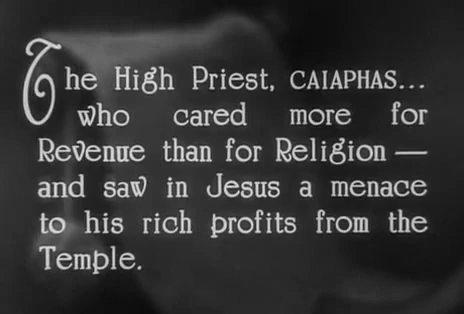 The High Priest, CAIAPHAS...
who cared more for
Revenue than for Religion —
and saw in Jesus a menace
to his rich profits from the
Temple.